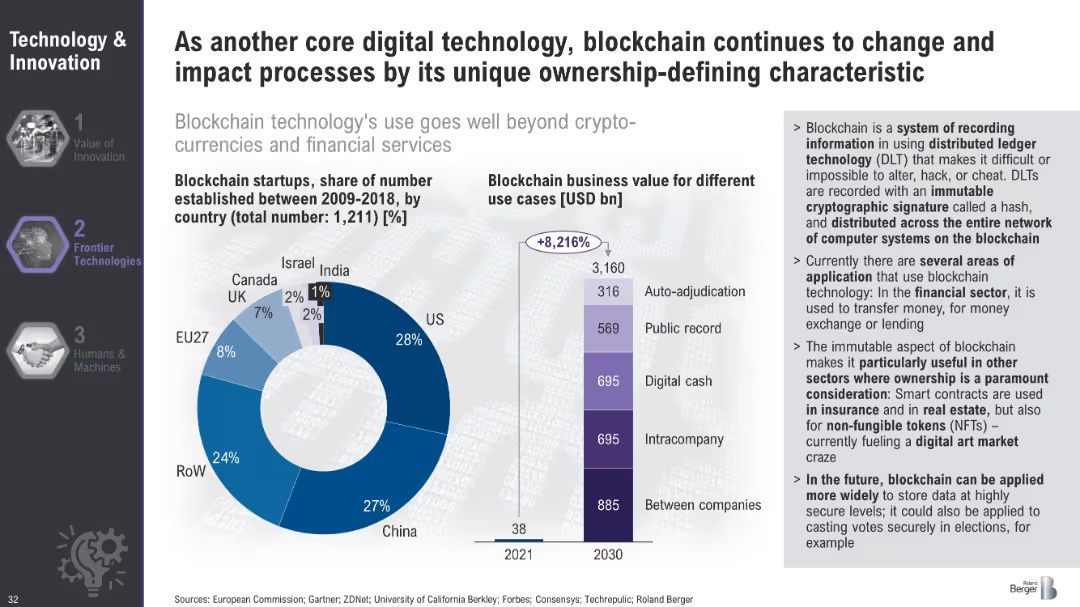 Technology &
Innovation
1
Value of
Innovation
2
Frontier
Technologies
3
Humans &
Machines
32
As another core digital technology, blockchain continues to change and
impact processes by its unique ownership-defining characteristic
Blockchain technology's use goes well beyond crypto-
currencies and financial services
Blockchain startups, share of number
established between 2009-2018, by
country (total number: 1,211) [%]
US
28%
China
27%
RoW
24%
EU27
8%
UK
7%
Canada
2%
Israel
2%
India
1%
Blockchain business value for different
use cases [USD bn]
+8,216%
3,160
316 Auto-adjudication
569 Public record
695 Digital cash
695 Intracompany
885 Between companies
38
2021 2030
> Blockchain is a system of recording
information in using distributed ledger
technology (DLT) that makes it difficult or
impossible to alter, hack, or cheat. DLTs
are recorded with an immutable
cryptographic signature called a hash,
and distributed across the entire network
of computer systems on the blockchain
> Currently there are several areas of
application that use blockchain
technology: In the financial sector, it is
used to transfer money, for money
exchange or lending
> The immutable aspect of blockchain
makes it particularly useful in other
sectors where ownership is a paramount
consideration: Smart contracts are used
in insurance and in real estate, but also
for non-fungible tokens (NFTs) –
currently fueling a digital art market
craze
> In the future, blockchain can be applied
more widely to store data at highly
secure levels; it could also be applied to
casting votes securely in elections, for
example
Sources: European Commission; Gartner; ZDNet; University of California Berkley; Forbes; Consensys; Techrepulic; Roland Berger
Roland
Berger
B